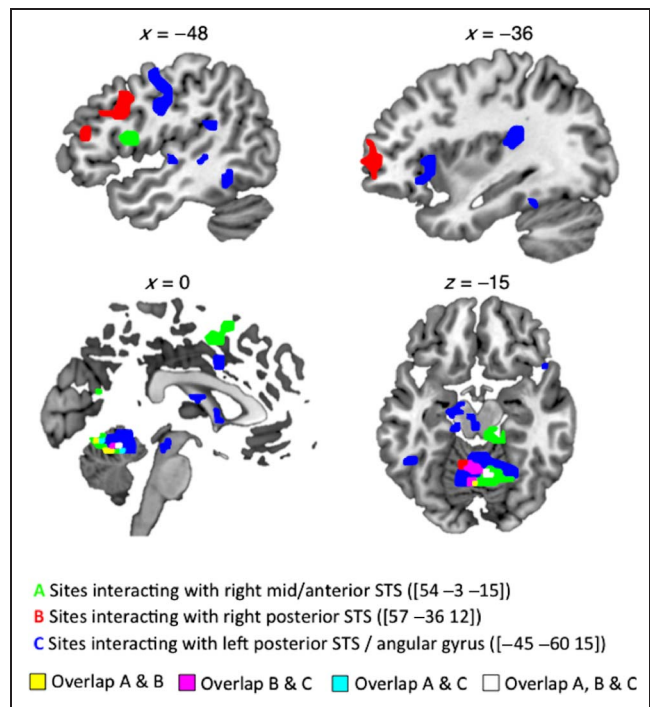 x = −48
x = −36
x = 0
z = −15
A Sites interacting with right mid/anterior STS ([54 −3 −15])
B Sites interacting with right posterior STS ([57 −36 12])
C Sites interacting with left posterior STS / angular gyrus ([−45 −60 15])
Overlap A & B
Overlap B & C
Overlap A & C
Overlap A, B & C